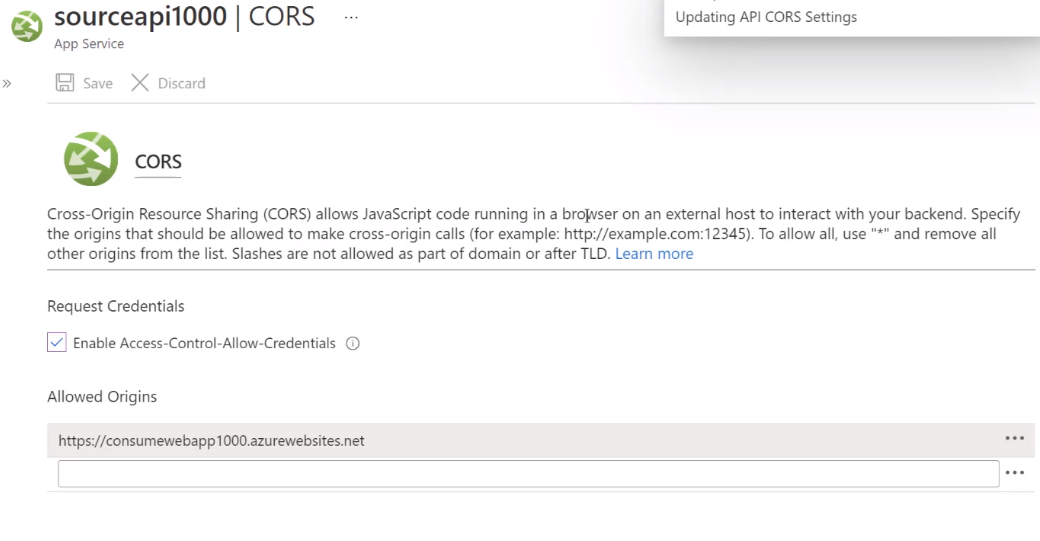 sourceapi1000 | CORS ...
App Service
Updating API CORS Settings
» Save Discard
CORS
Cross-Origin Resource Sharing (CORS) allows JavaScript code running in a browser on an external host to interact with your backend. Specify
the origins that should be allowed to make cross-origin calls (for example: http://example.com:12345). To allow all, use "*" and remove all
other origins from the list. Slashes are not allowed as part of domain or after TLD. Learn more
Request Credentials
Enable Access-Control-Allow-Credentials
Allowed Origins
https://consumewebapp1000.azurewebsites.net